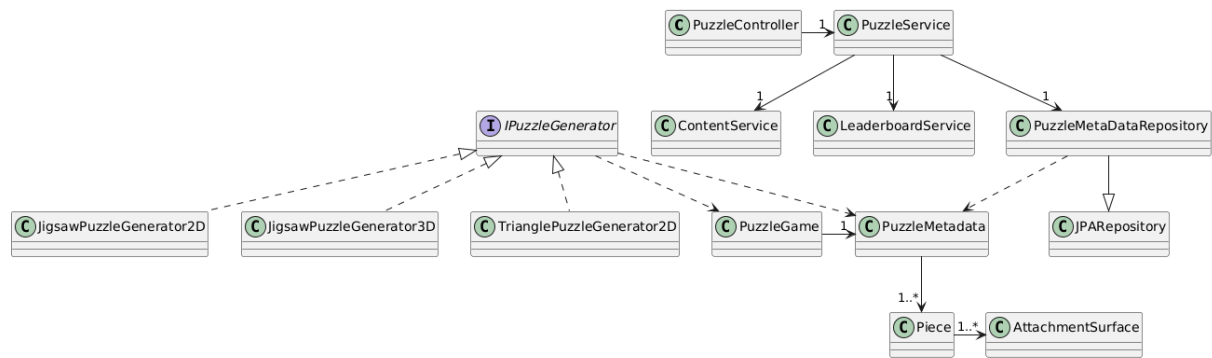 C PuzzleController
1
C PuzzleService
1
1
1
I IPuzzleGenerator
C ContentService
C LeaderboardService
C PuzzleMetaDataRepository
C JigsawPuzzleGenerator2D
C JigsawPuzzleGenerator3D
C TrianglePuzzleGenerator2D
C PuzzleGame
1
C PuzzleMetadata
C JPARepository
1..*
C Piece
1..*
C AttachmentSurface